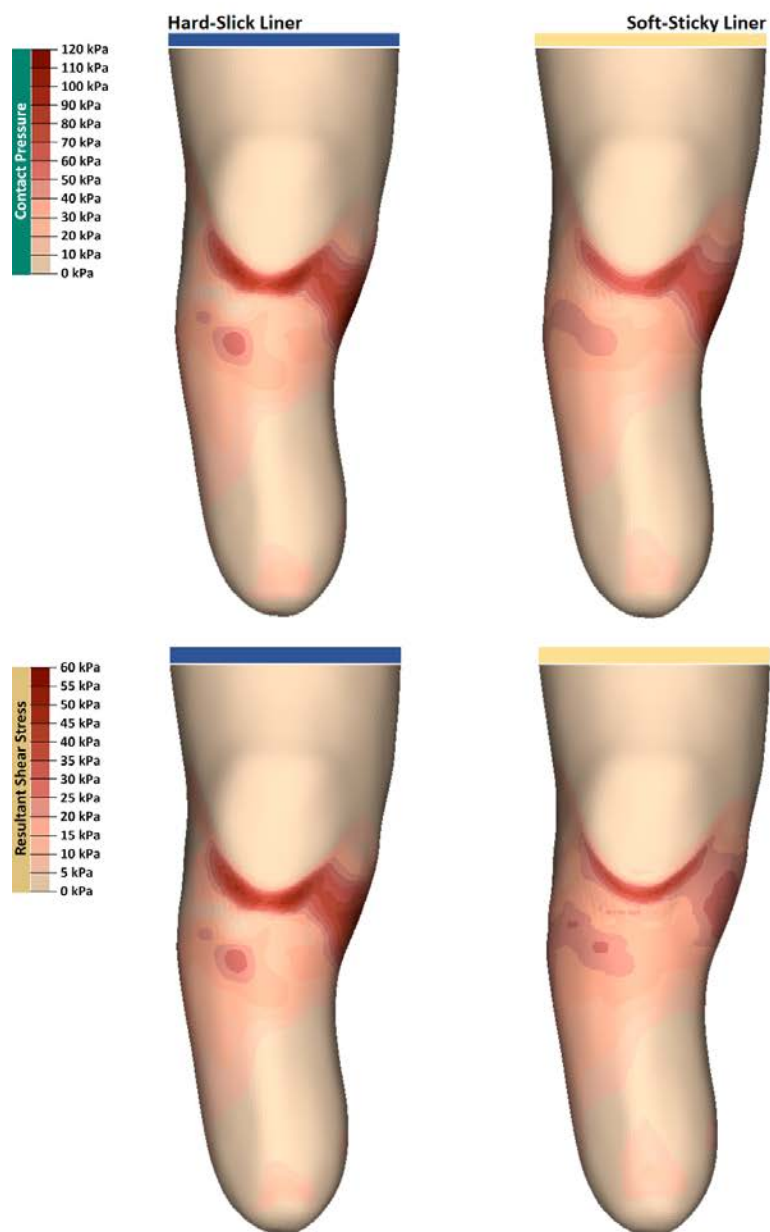 Hard-Slick Liner
Soft-Sticky Liner
Contact Pressure
120 kPa
110 kPa
100 kPa
90 kPa
80 kPa
70 kPa
60 kPa
50 kPa
40 kPa
30 kPa
20 kPa
10 kPa
0 kPa
Resultant Shear Stress
60 kPa
55 kPa
50 kPa
45 kPa
40 kPa
35 kPa
30 kPa
25 kPa
20 kPa
15 kPa
10 kPa
5 kPa
0 kPa